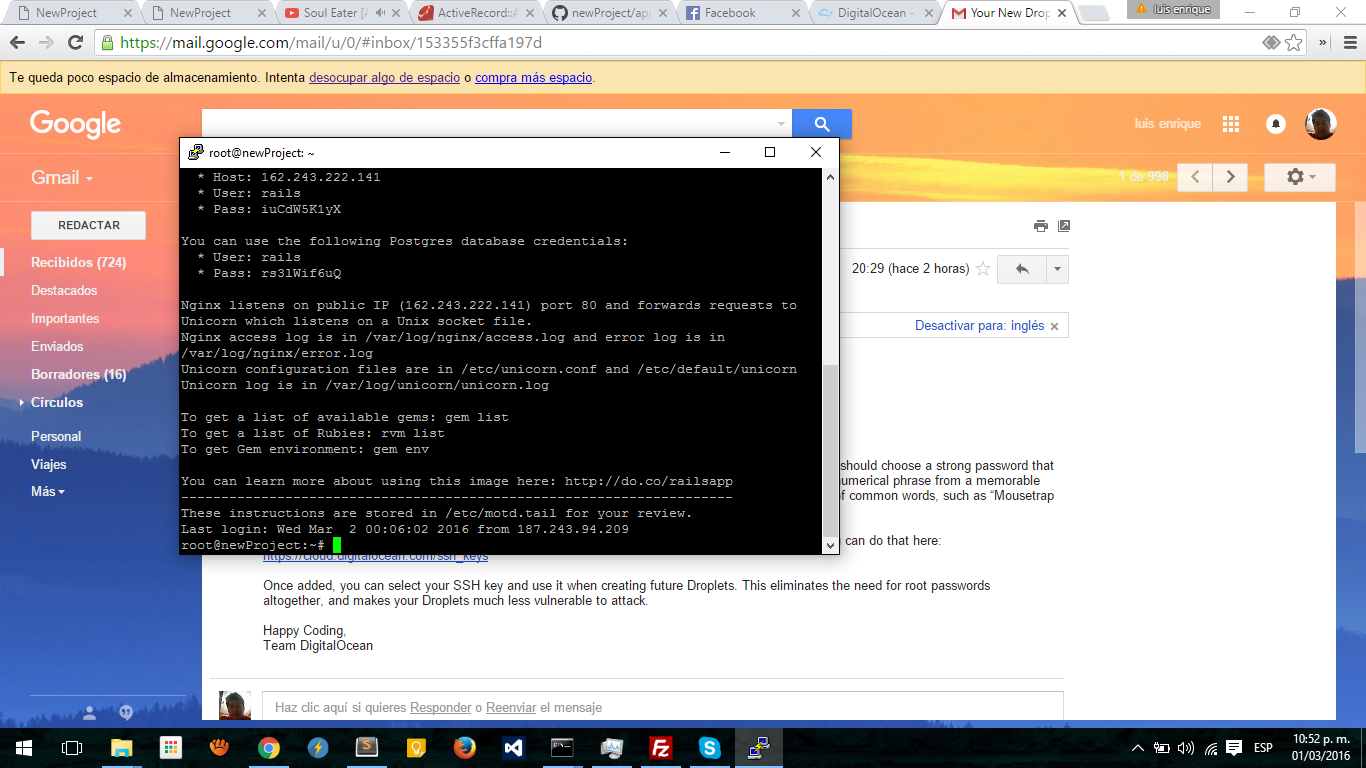 NewProject
NewProject
Soul Eater [A
ActiveRecord::A
newProject/app
Facebook
DigitalOcean -
Your New Drop
luis enrique
https://mail.google.com/mail/u/0/#inbox/153355f3cffa197d
»
Te queda poco espacio de almacenamiento. Intenta desocupar algo de espacio o compra más espacio.
Google
luis enrique
Gmail
1 de 998
REDACTAR
Recibidos (724)
Destacados
Importantes
Enviados
Borradores (16)
Círculos
Personal
Viajes
Más
root@newProject: ~
* Host: 162.243.222.141
* User: rails
* Pass: iuCdW5K1yX
You can use the following Postgres database credentials:
* User: rails
* Pass: rs3lWif6uQ
Nginx listens on public IP (162.243.222.141) port 80 and forwards requests to
Unicorn which listens on a Unix socket file.
Nginx access log is in /var/log/nginx/access.log and error log is in
/var/log/nginx/error.log
Unicorn configuration files are in /etc/unicorn.conf and /etc/default/unicorn
Unicorn log is in /var/log/unicorn/unicorn.log
To get a list of available gems: gem list
To get a list of Rubies: rvm list
To get Gem environment: gem env
You can learn more about using this image here: http://do.co/railsapp
---------------------------------------------------------------------
These instructions are stored in /etc/motd.tail for your review.
Last login: Wed Mar  2 00:06:02 2016 from 187.243.94.209
root@newProject:~#
20:29 (hace 2 horas)
Desactivar para: inglés
should choose a strong password that
umerical phrase from a memorable
f common words, such as “Mousetrap
can do that here:
https://cloud.digitalocean.com/ssh_keys
Once added, you can select your SSH key and use it when creating future Droplets. This eliminates the need for root passwords
altogether, and makes your Droplets much less vulnerable to attack.
Happy Coding,
Team DigitalOcean
Haz clic aquí si quieres Responder o Reenviar el mensaje
ESP
10:52 p. m.
01/03/2016